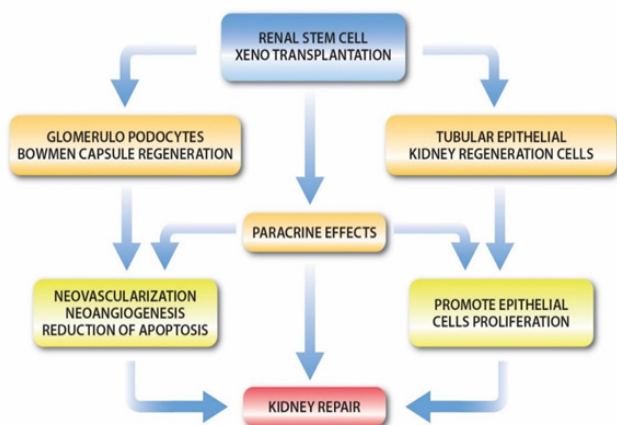 RENAL STEM CELL
XENO TRANSPLANTATION
GLOMERULO PODOCYTES
BOWMEN CAPSULE REGENERATION
TUBULAR EPITHELIAL
KIDNEY REGENERATION CELLS
PARACRINE EFFECTS
NEOVASCULARIZATION
NEOANGIOGENESIS
REDUCTION OF APOPTOSIS
PROMOTE EPITHELIAL
CELLS PROLIFERATION
KIDNEY REPAIR